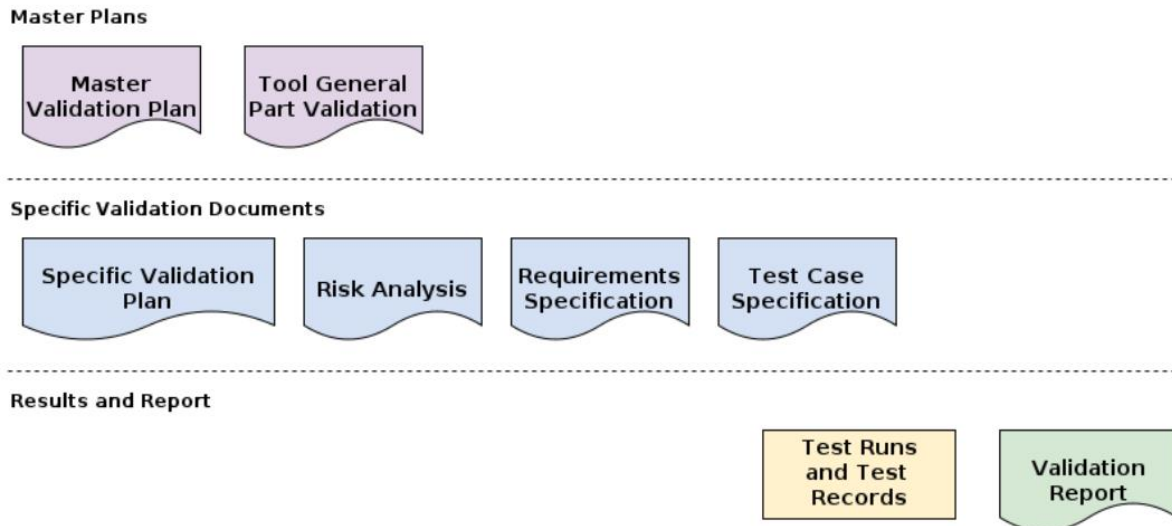 Master Plans
Master
Validation Plan
Tool General
Part Validation
Specific Validation Documents
Specific Validation
Plan
Risk Analysis
Requirements
Specification
Test Case
Specification
Results and Report
Test Runs
and Test
Records
Validation
Report